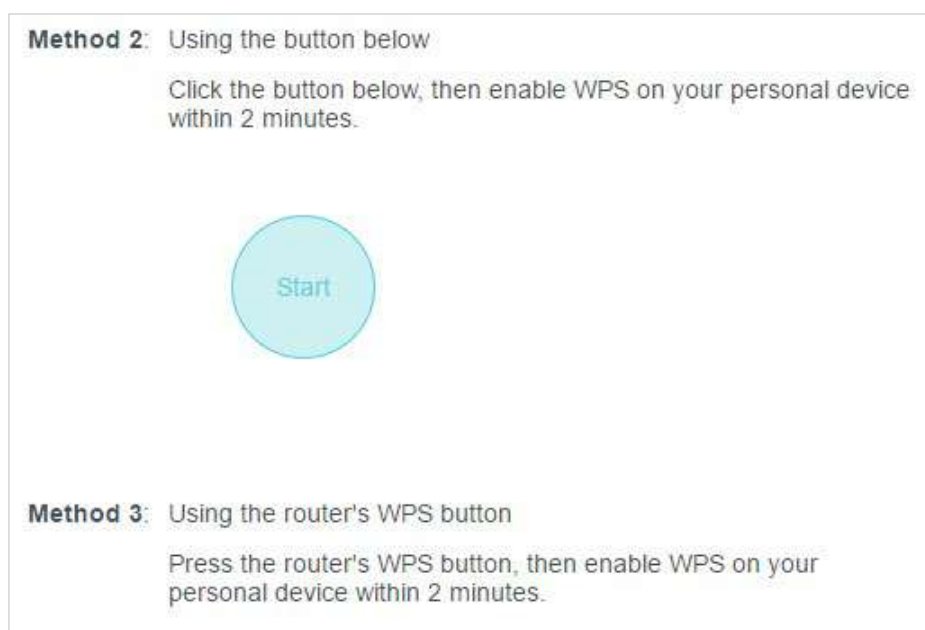 Method 2: Using the button below
Click the button below, then enable WPS on your personal device
within 2 minutes.
Start
Method 3: Using the router's WPS button
Press the router's WPS button, then enable WPS on your
personal device within 2 minutes.